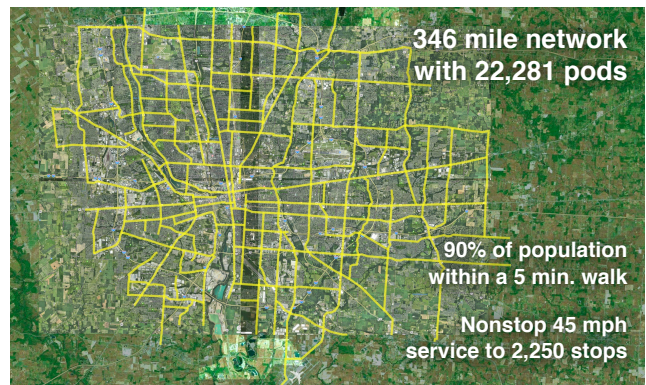 346 mile network
with 22,281 pods
90% of population
within a 5 min. walk
Nonstop 45 mph
service to 2,250 stops